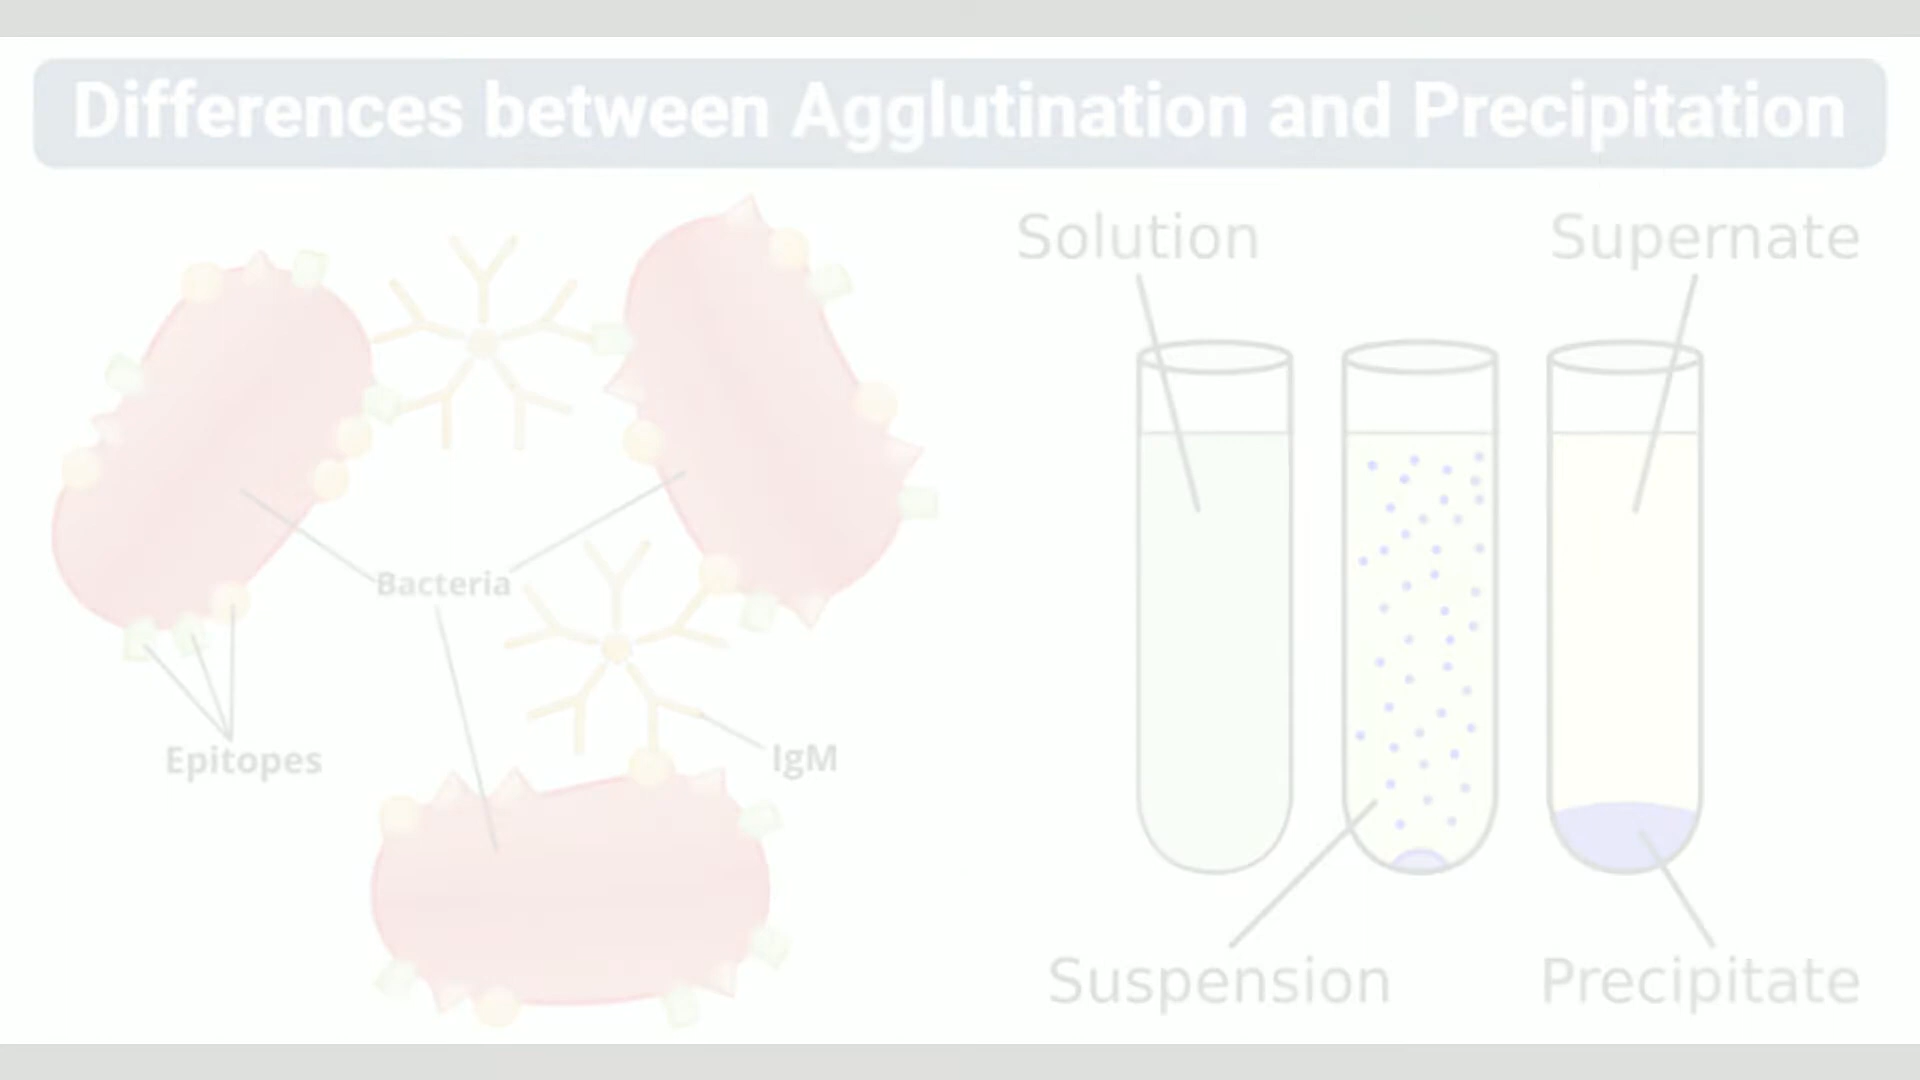 Differences between Agglutination and Precipitation
Solution
Supernate
Bacteria
Epitopes
IgM
Suspension
Precipitate